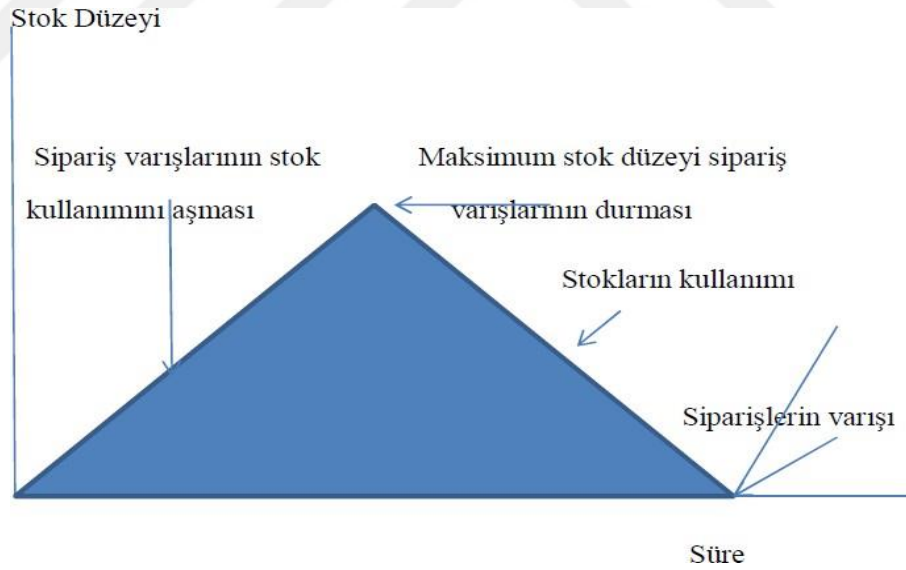 Stok Düzeyi
Sipariş varışlarının stok
kullanımını aşması
Maksimum stok düzeyi sipariş
varışlarının durması
Stokların kullanımı
Siparişlerin varışı
Süre